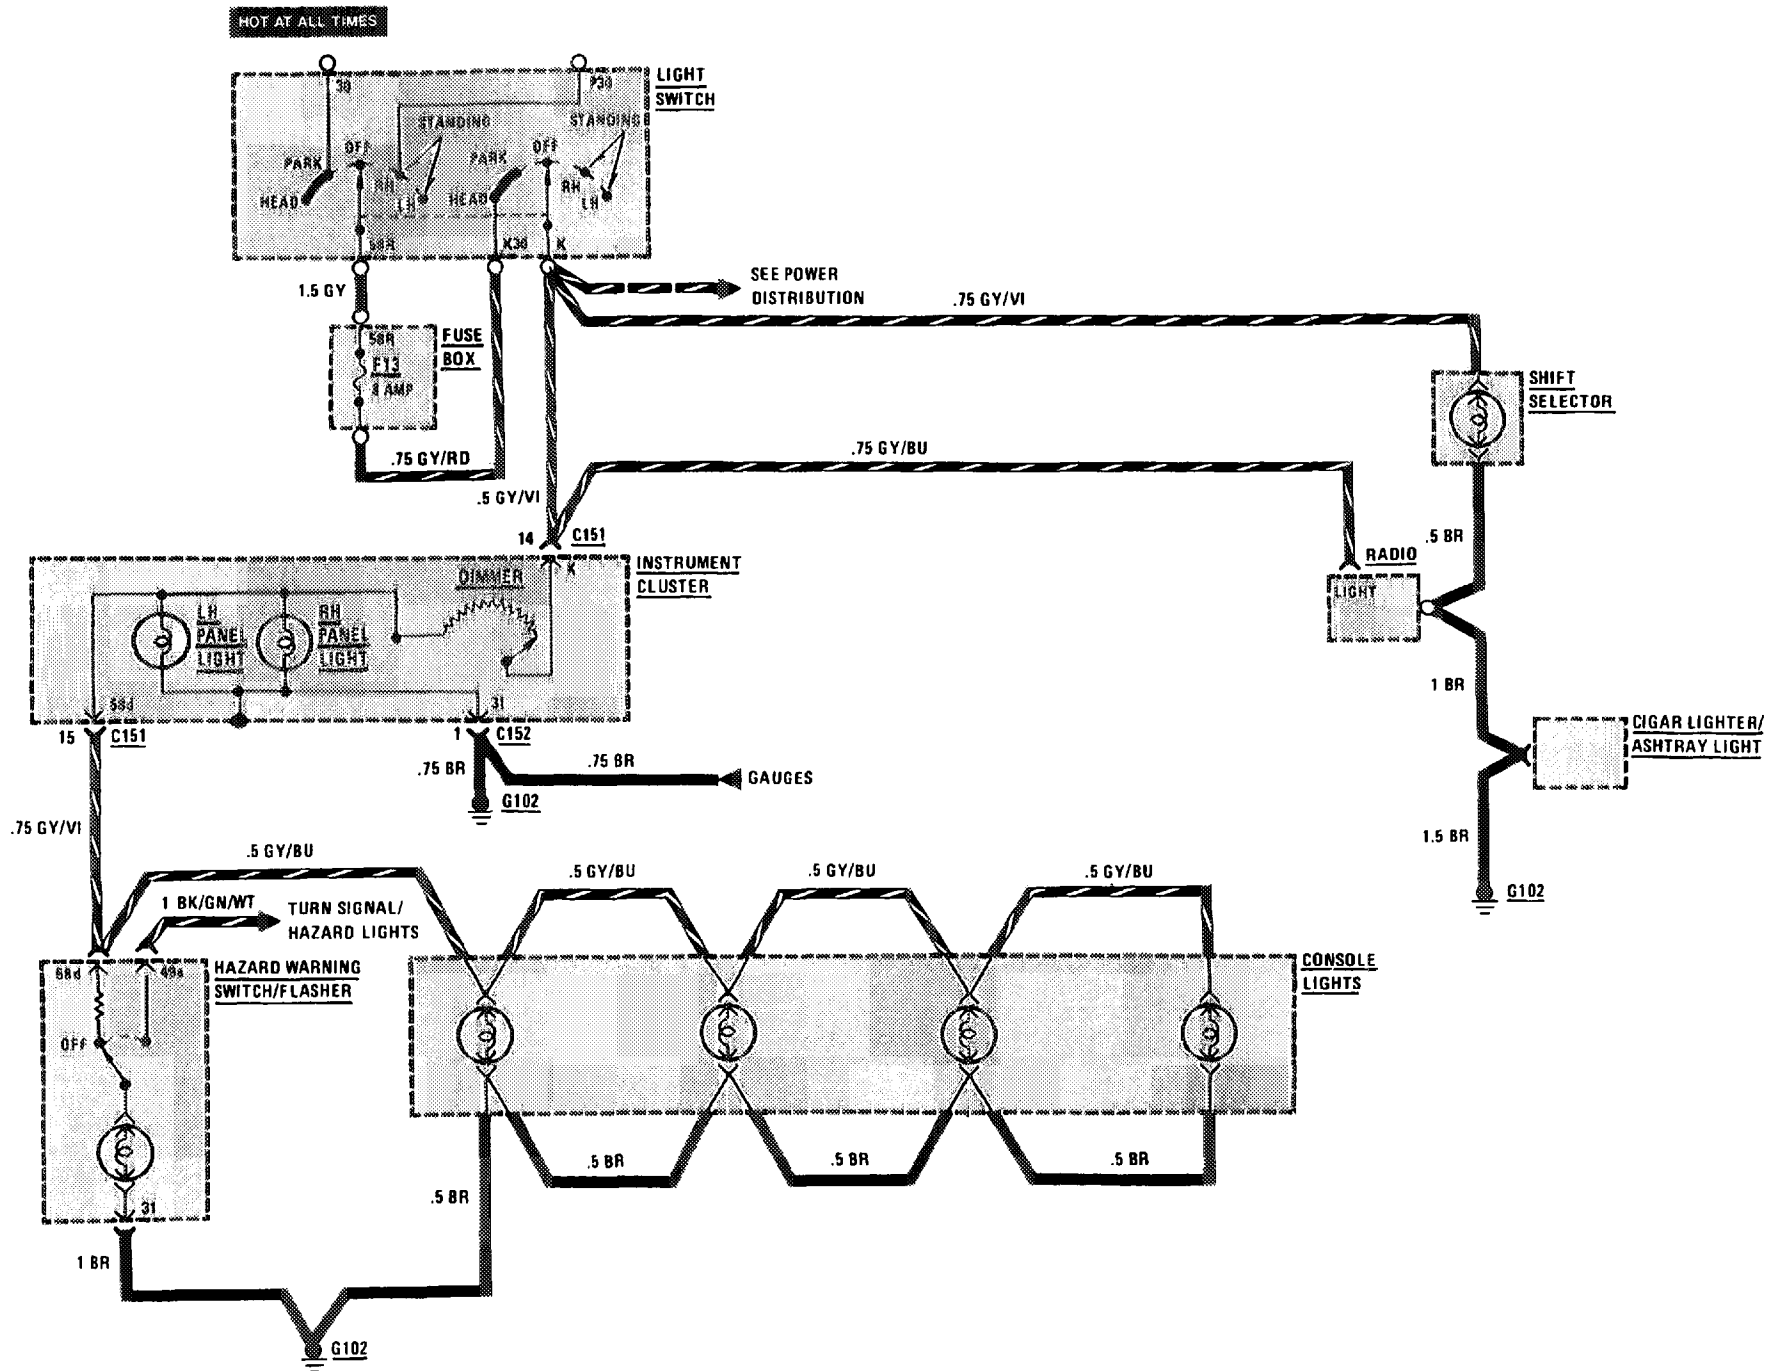 HOT AT ALL TIMES
30
P30
LIGHT
SWITCH
STANDING
STANDING
OFF
OFF
PARK
PARK
RH
RH
HEAD
LH
HEAD
LH
58R
K30
K
1.5 GY
SEE POWER
DISTRIBUTION
.75 GY/VI
58R
FUSE
BOX
F13
8 AMP
SHIFT
SELECTOR
.75 GY/RD
.75 GY/BU
.5 GY/VI
14
C151
.5 BR
RADIO
LIGHT
INSTRUMENT
CLUSTER
DIMMER
K
LH
PANEL
LIGHT
RH
PANEL
LIGHT
1 BR
58d
31
15
C151
1
C152
CIGAR LIGHTER/
ASHTRAY LIGHT
.75 BR
.75 BR
GAUGES
G102
.75 GY/VI
1.5 BR
G102
.5 GY/BU
.5 GY/BU
.5 GY/BU
.5 GY/BU
1 BK/GN/WT
TURN SIGNAL/
HAZARD LIGHTS
58d
49a
HAZARD WARNING
SWITCH/FLASHER
CONSOLE
LIGHTS
OFF
.5 BR
.5 BR
.5 BR
.5 BR
31
1 BR
G102